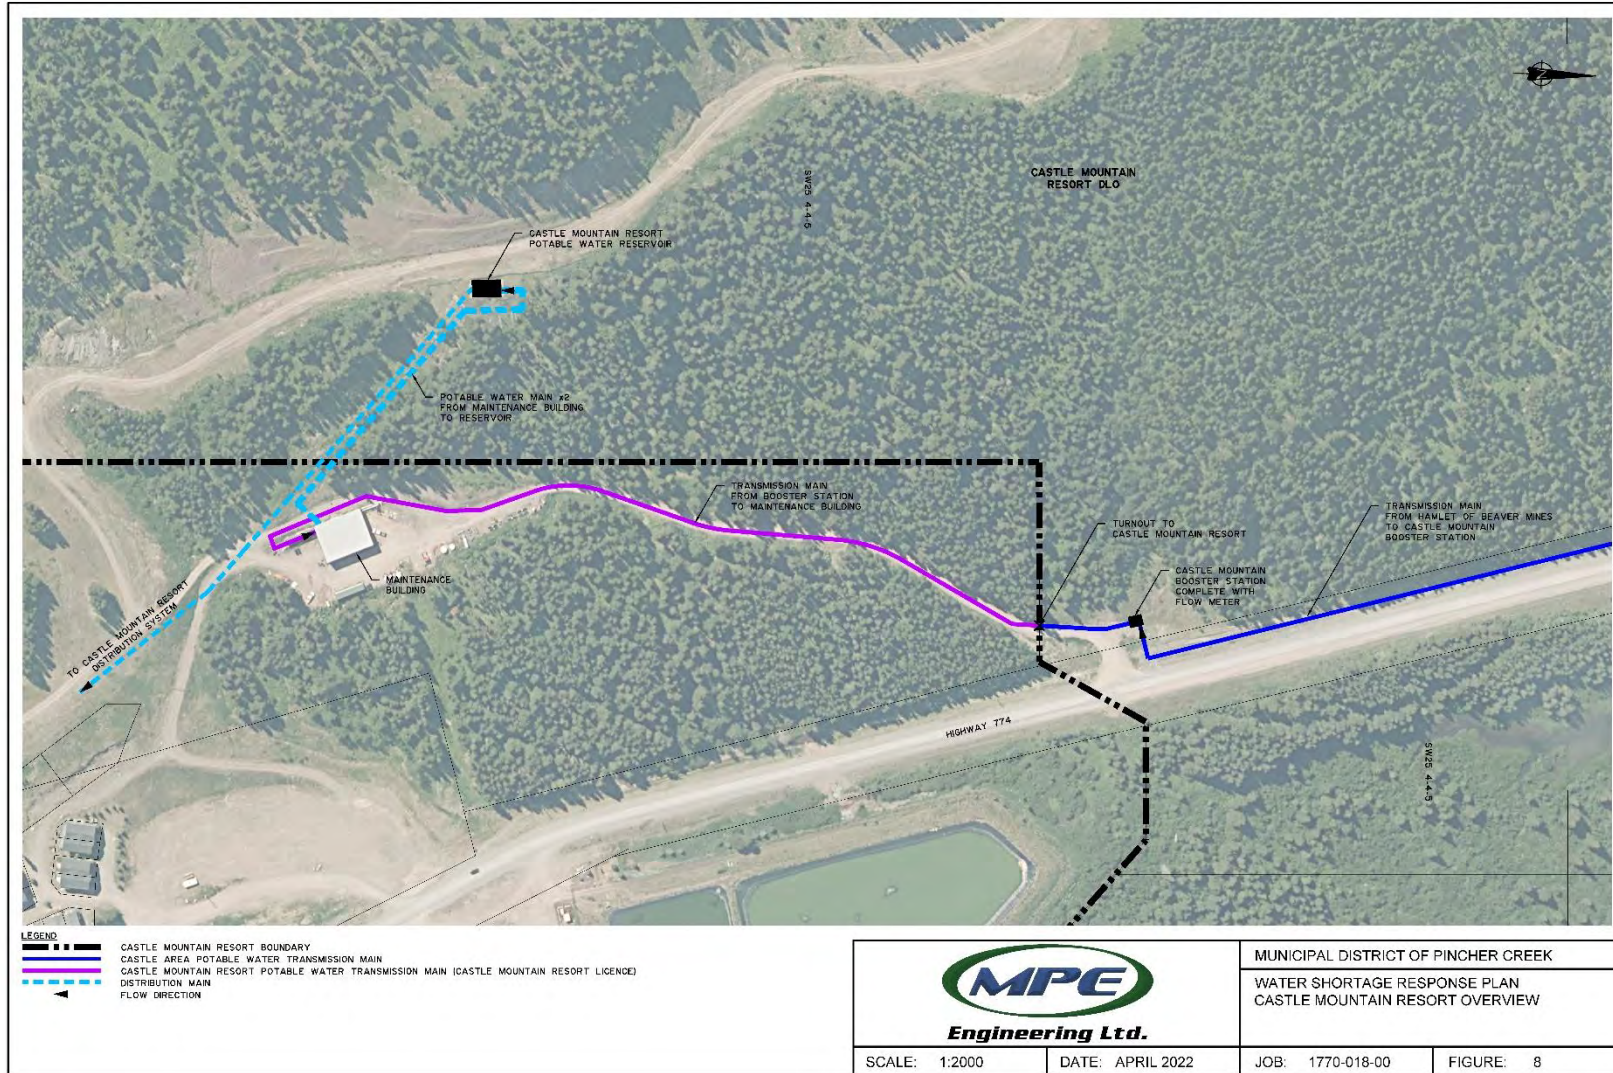 CASTLE MOUNTAIN
RESORT DLO
SW25 4-4-5
CASTLE MOUNTAIN RESORT
POTABLE WATER RESERVOIR
POTABLE WATER MAIN x2
FROM MAINTENANCE BUILDING
TO RESERVOIR
TRANSMISSION MAIN
FROM BOOSTER STATION
TO MAINTENANCE BUILDING
TRANSMISSION MAIN
FROM HAMLET OF BEAVER MINES
TO CASTLE MOUNTAIN
BOOSTER STATION
TURNOUT TO
CASTLE MOUNTAIN RESORT
CASTLE MOUNTAIN
BOOSTER STATION
COMPLETE WITH
FLOW METER
MAINTENANCE
BUILDING
TO CASTLE MOUNTAIN RESORT
DISTRIBUTION SYSTEM
HIGHWAY 774
SW25 4-4-5
LEGEND
CASTLE MOUNTAIN RESORT BOUNDARY
CASTLE AREA POTABLE WATER TRANSMISSION MAIN
CASTLE MOUNTAIN RESORT POTABLE WATER TRANSMISSION MAIN (CASTLE MOUNTAIN RESORT LICENCE)
DISTRIBUTION MAIN
FLOW DIRECTION
MPE
Engineering Ltd.
MUNICIPAL DISTRICT OF PINCHER CREEK
WATER SHORTAGE RESPONSE PLAN
CASTLE MOUNTAIN RESORT OVERVIEW
SCALE: 1:2000
DATE: APRIL 2022
JOB: 1770-018-00
FIGURE: 8